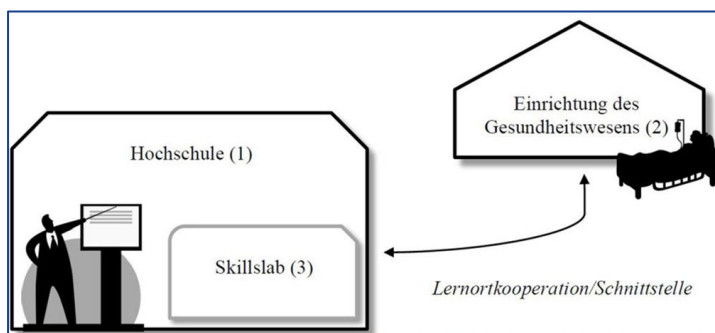 Einrichtung des
Gesundheitswesens (2)
Hochschule (1)
Skillslab (3)
Lernortkooperation/Schnittstelle